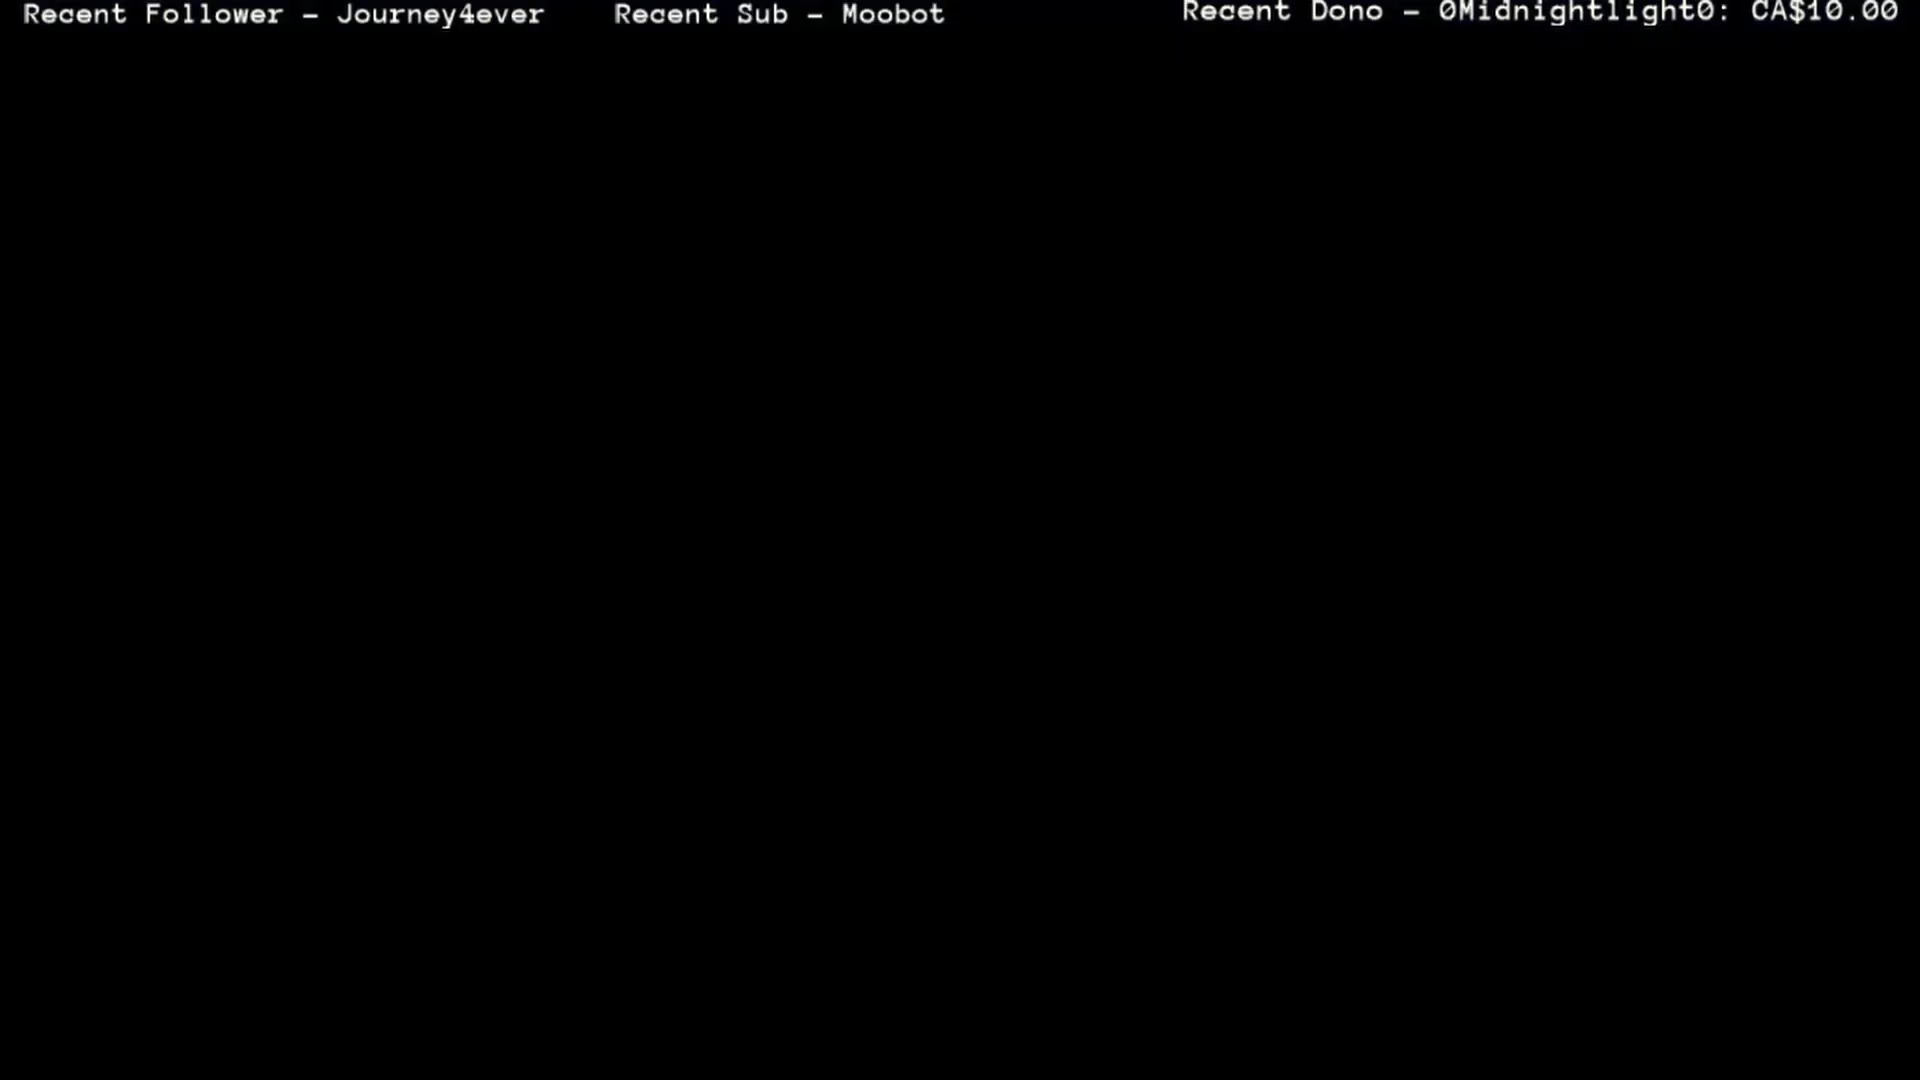 Recent Follower - Journey4ever
Recent Sub - Moobot
Recent Dono - 0Midnightlight0: CA$10.00